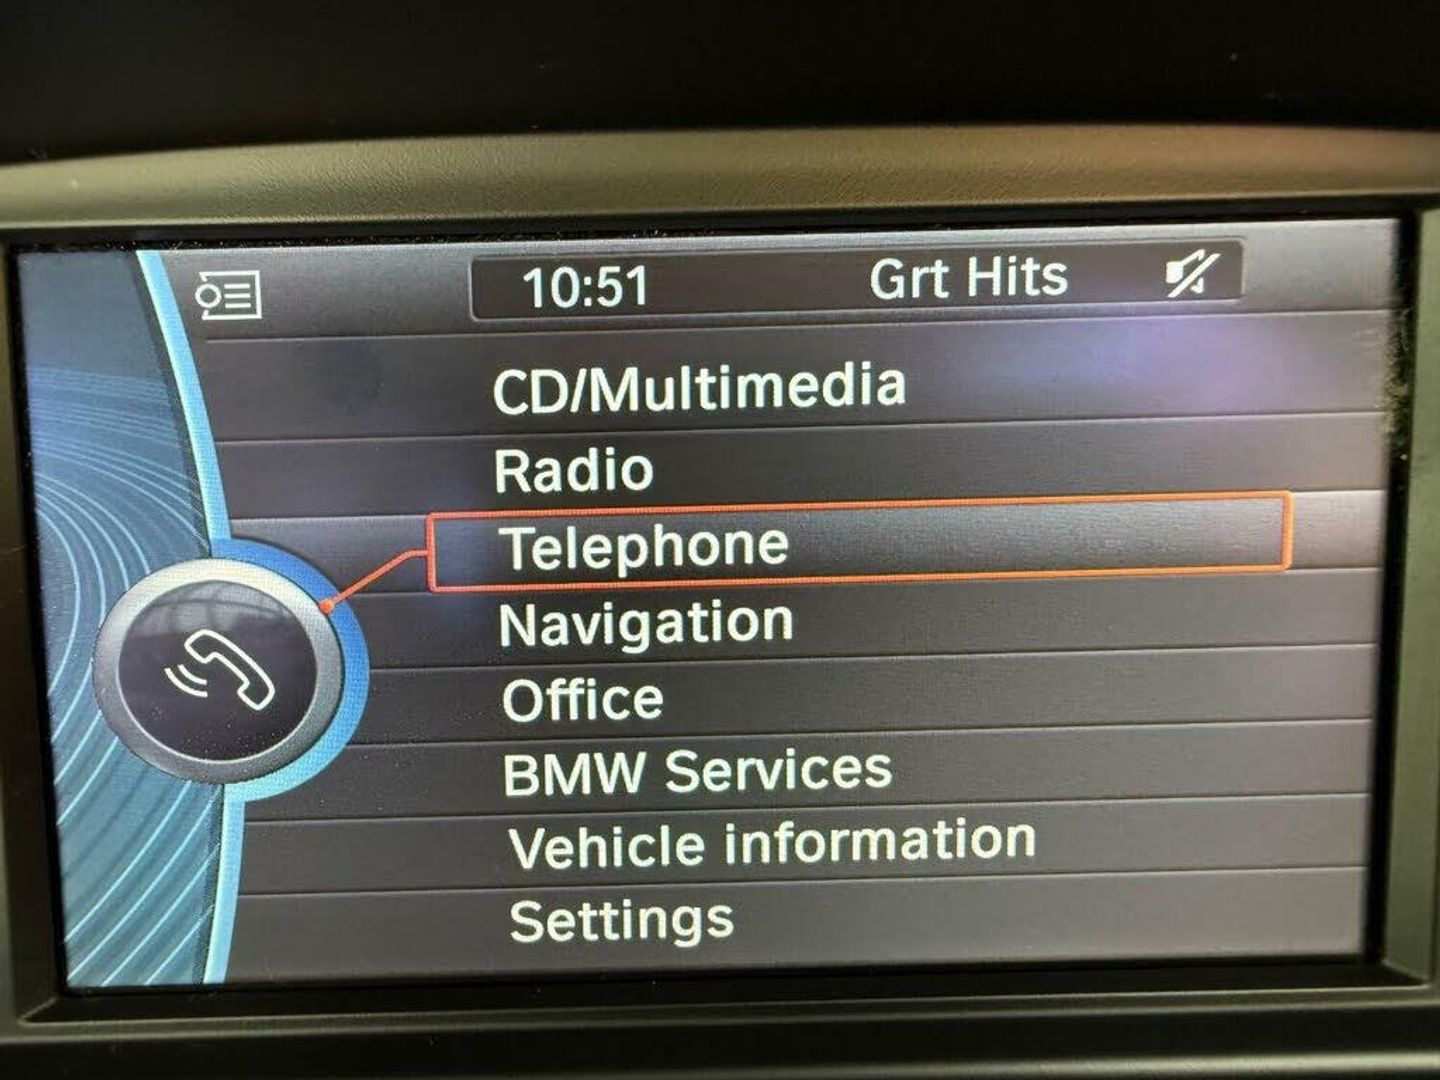 10:51 Grt Hits
CD/Multimedia
Radio
Telephone
Navigation
Office
BMW Services
Vehicle information
Settings